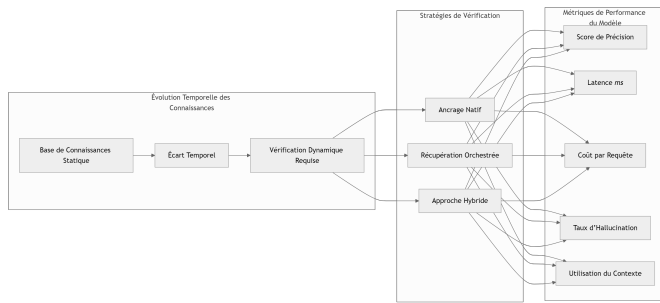 Évolution Temporelle des
Connaissances
Base de Connaissances
Statique
Écart Temporel
Vérification Dynamique
Requise
Stratégies de Vérification
Ancrage Natif
Récupération Orchestrée
Approche Hybride
Métriques de Performance
du Modèle
Score de Précision
Latence ms
Coût par Requête
Taux d'Hallucination
Utilisation du Contexte